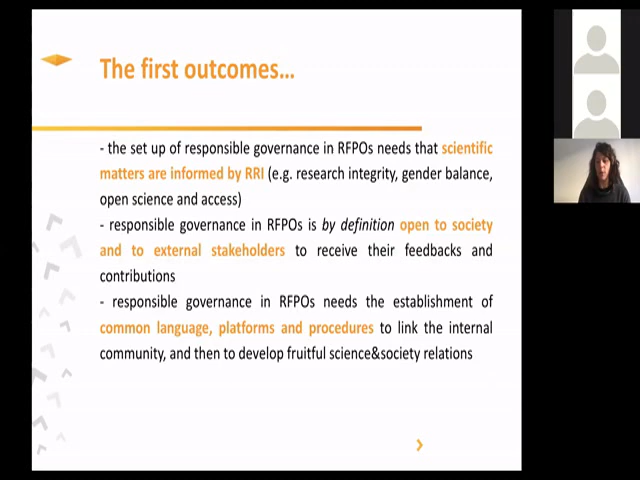 The first outcomes...
- the set up of responsible governance in RFPOs needs that scientific
matters are informed by RRI (e.g. research integrity, gender balance,
open science and access)
- responsible governance in RFPOs is by definition open to society
and to external stakeholders to receive their feedbacks and
contributions
- responsible governance in RFPOs needs the establishment of
common language, platforms and procedures to link the internal
community, and then to develop fruitful science&society relations